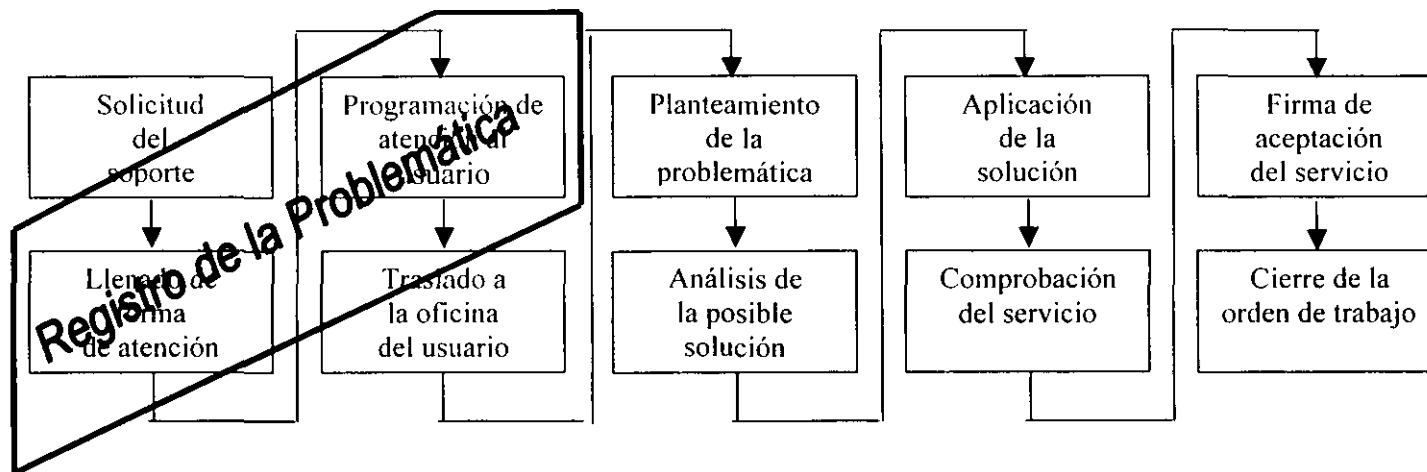 Solicitud
del
soporte
Llenado de
forma
de atención
Programación de
atención al
usuario
Traslado a
la oficina
del usuario
Planteamiento
de la
problemática
Análisis de
la posible
solución
Aplicación
de la
solución
Comprobación
del servicio
Firma de
aceptación
del servicio
Cierre de la
orden de trabajo
Registro de la Problemática